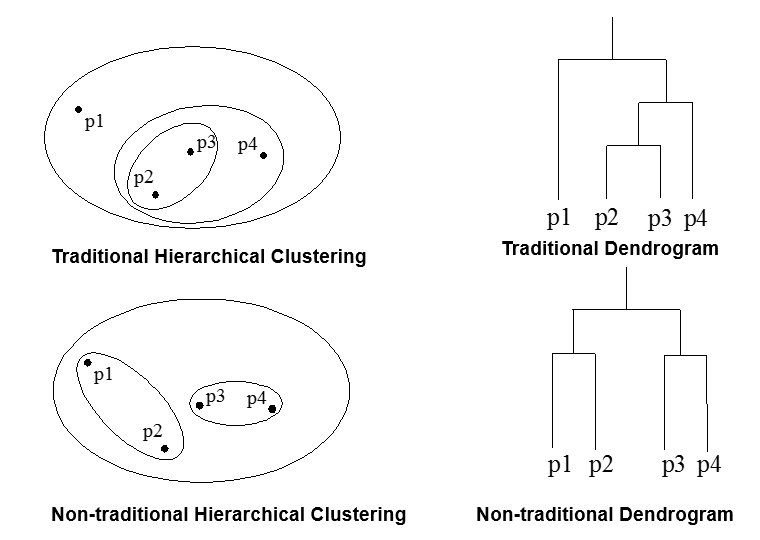 p1
p3
p4
p2
Traditional Hierarchical Clustering
p1 p2 p3 p4
Traditional Dendrogram
p1
p3
p4
p2
Non-traditional Hierarchical Clustering
p1 p2 p3 p4
Non-traditional Dendrogram